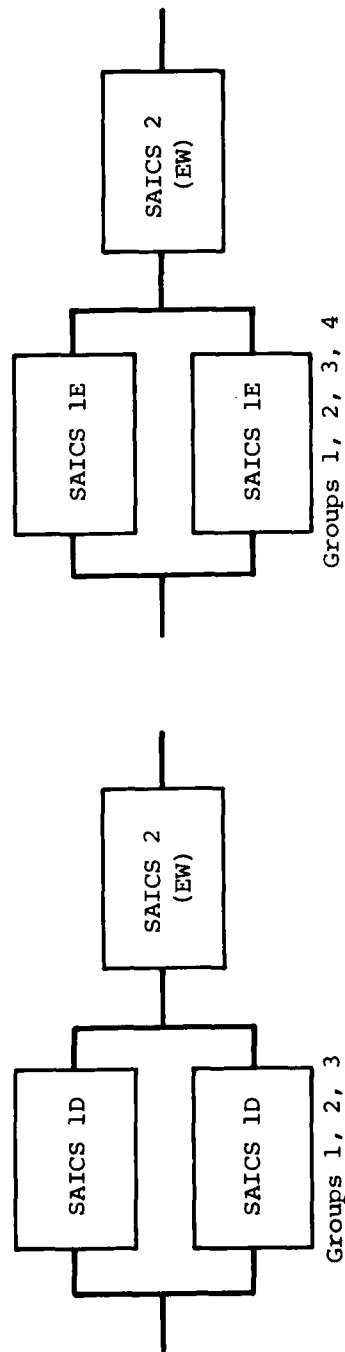 SAICS 1D
SAICS 1D
SAICS 2
(EW)
Groups 1, 2, 3
SAICS 1E
SAICS 1E
SAICS 2
(EW)
Groups 1, 2, 3, 4